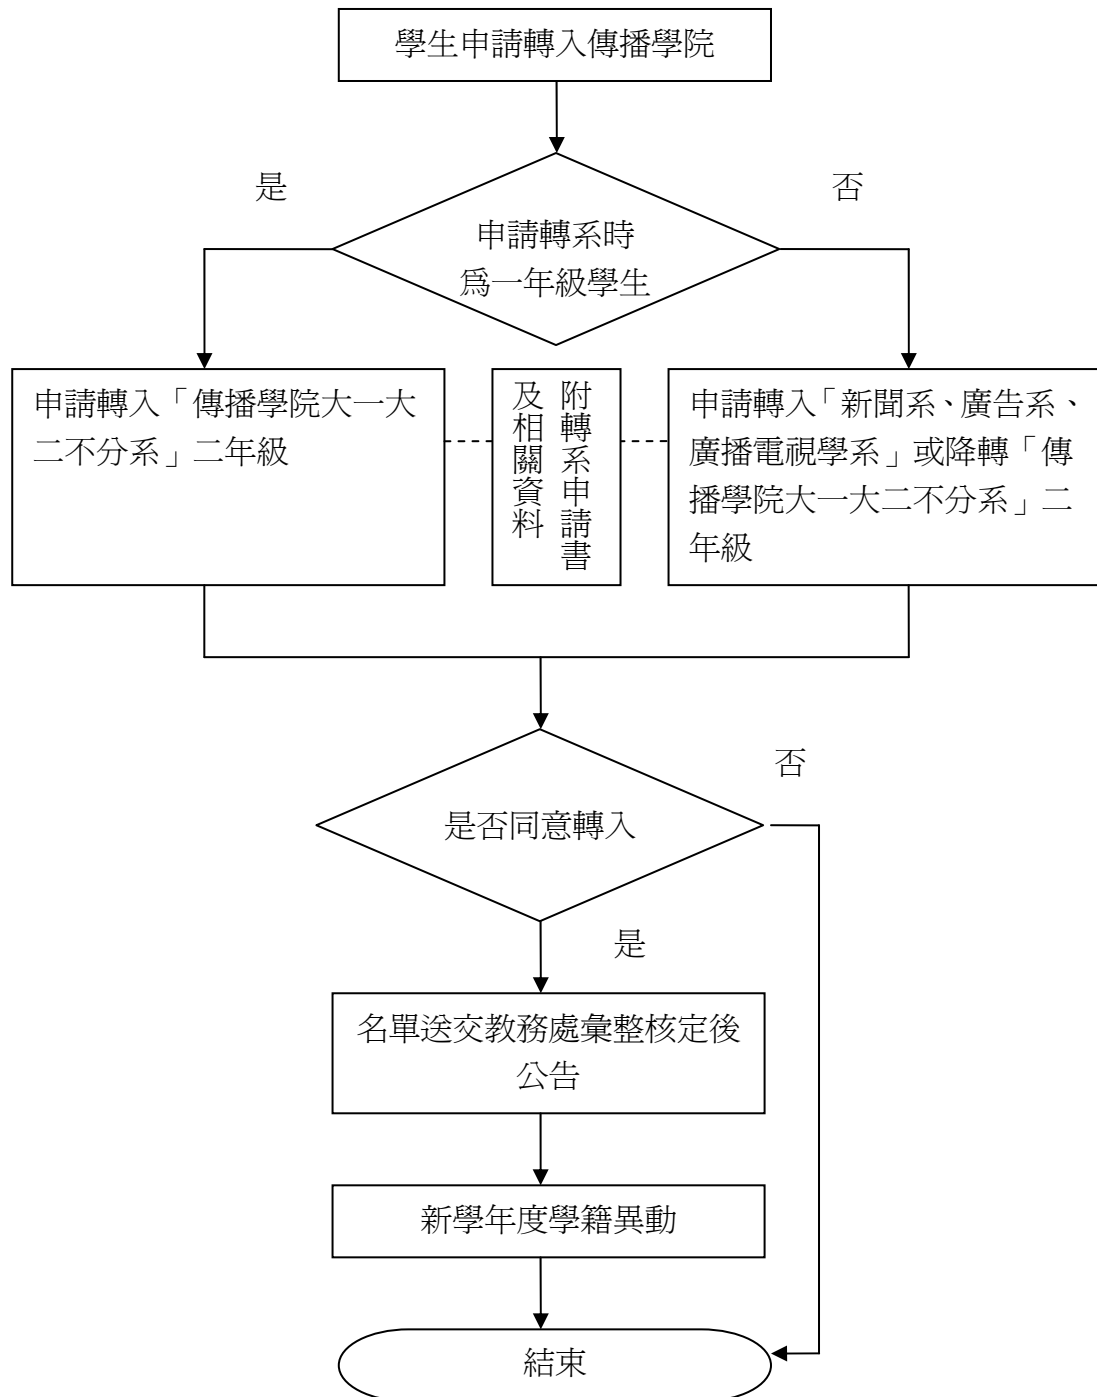 學生申請轉入傳播學院
是
否
申請轉系時
爲一年級學生
申請轉入「傳播學院大一大
二不分系」二年級
附轉系申請書
及相關資料
申請轉入「新聞系、廣告系、
廣播電視學系」或降轉「傳
播學院大一大二不分系」二
年級
否
是否同意轉入
是
名單送交教務處彙整核定後
公告
新學年度學籍異動
結束